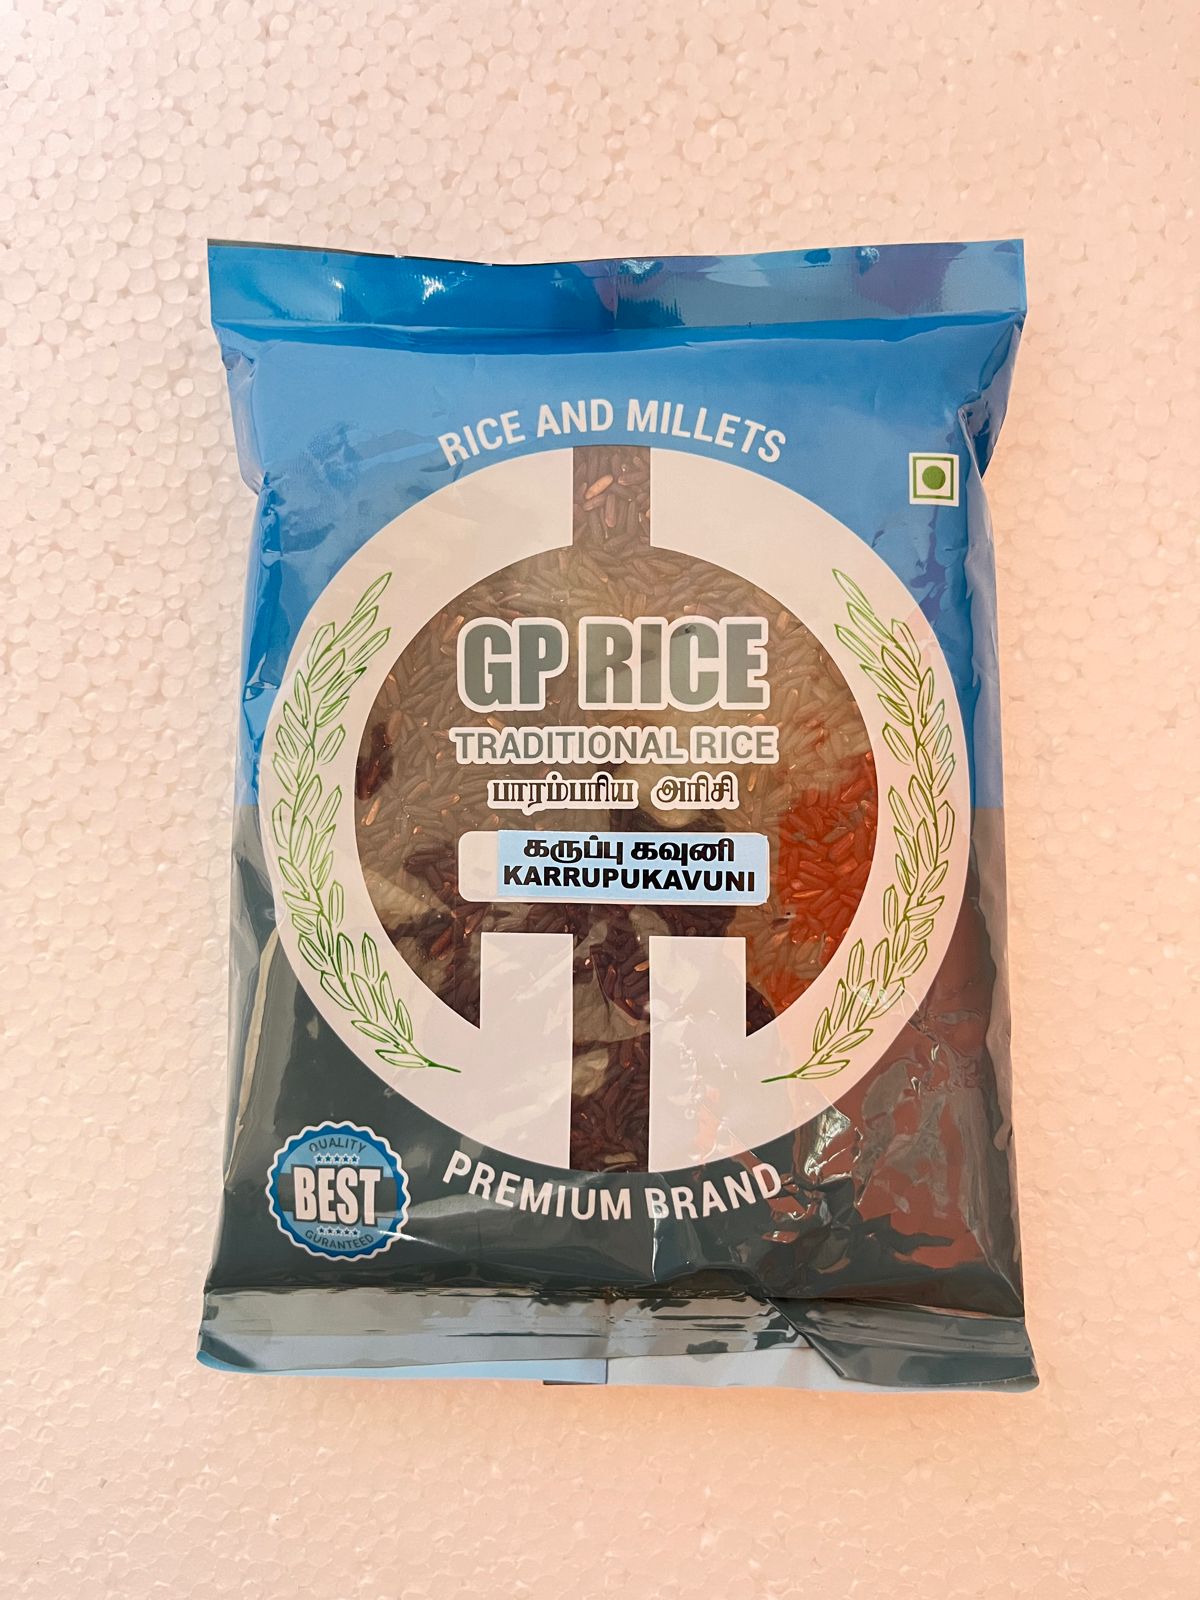 RICE AND MILLETS
GP RICE
TRADITIONAL RICE
பாரம்பரிய அரிசி
கருப்பு கவுனி
KARRUPUKAVUNI
QUALITY
BEST
GURANTEED
PREMIUM BRAND